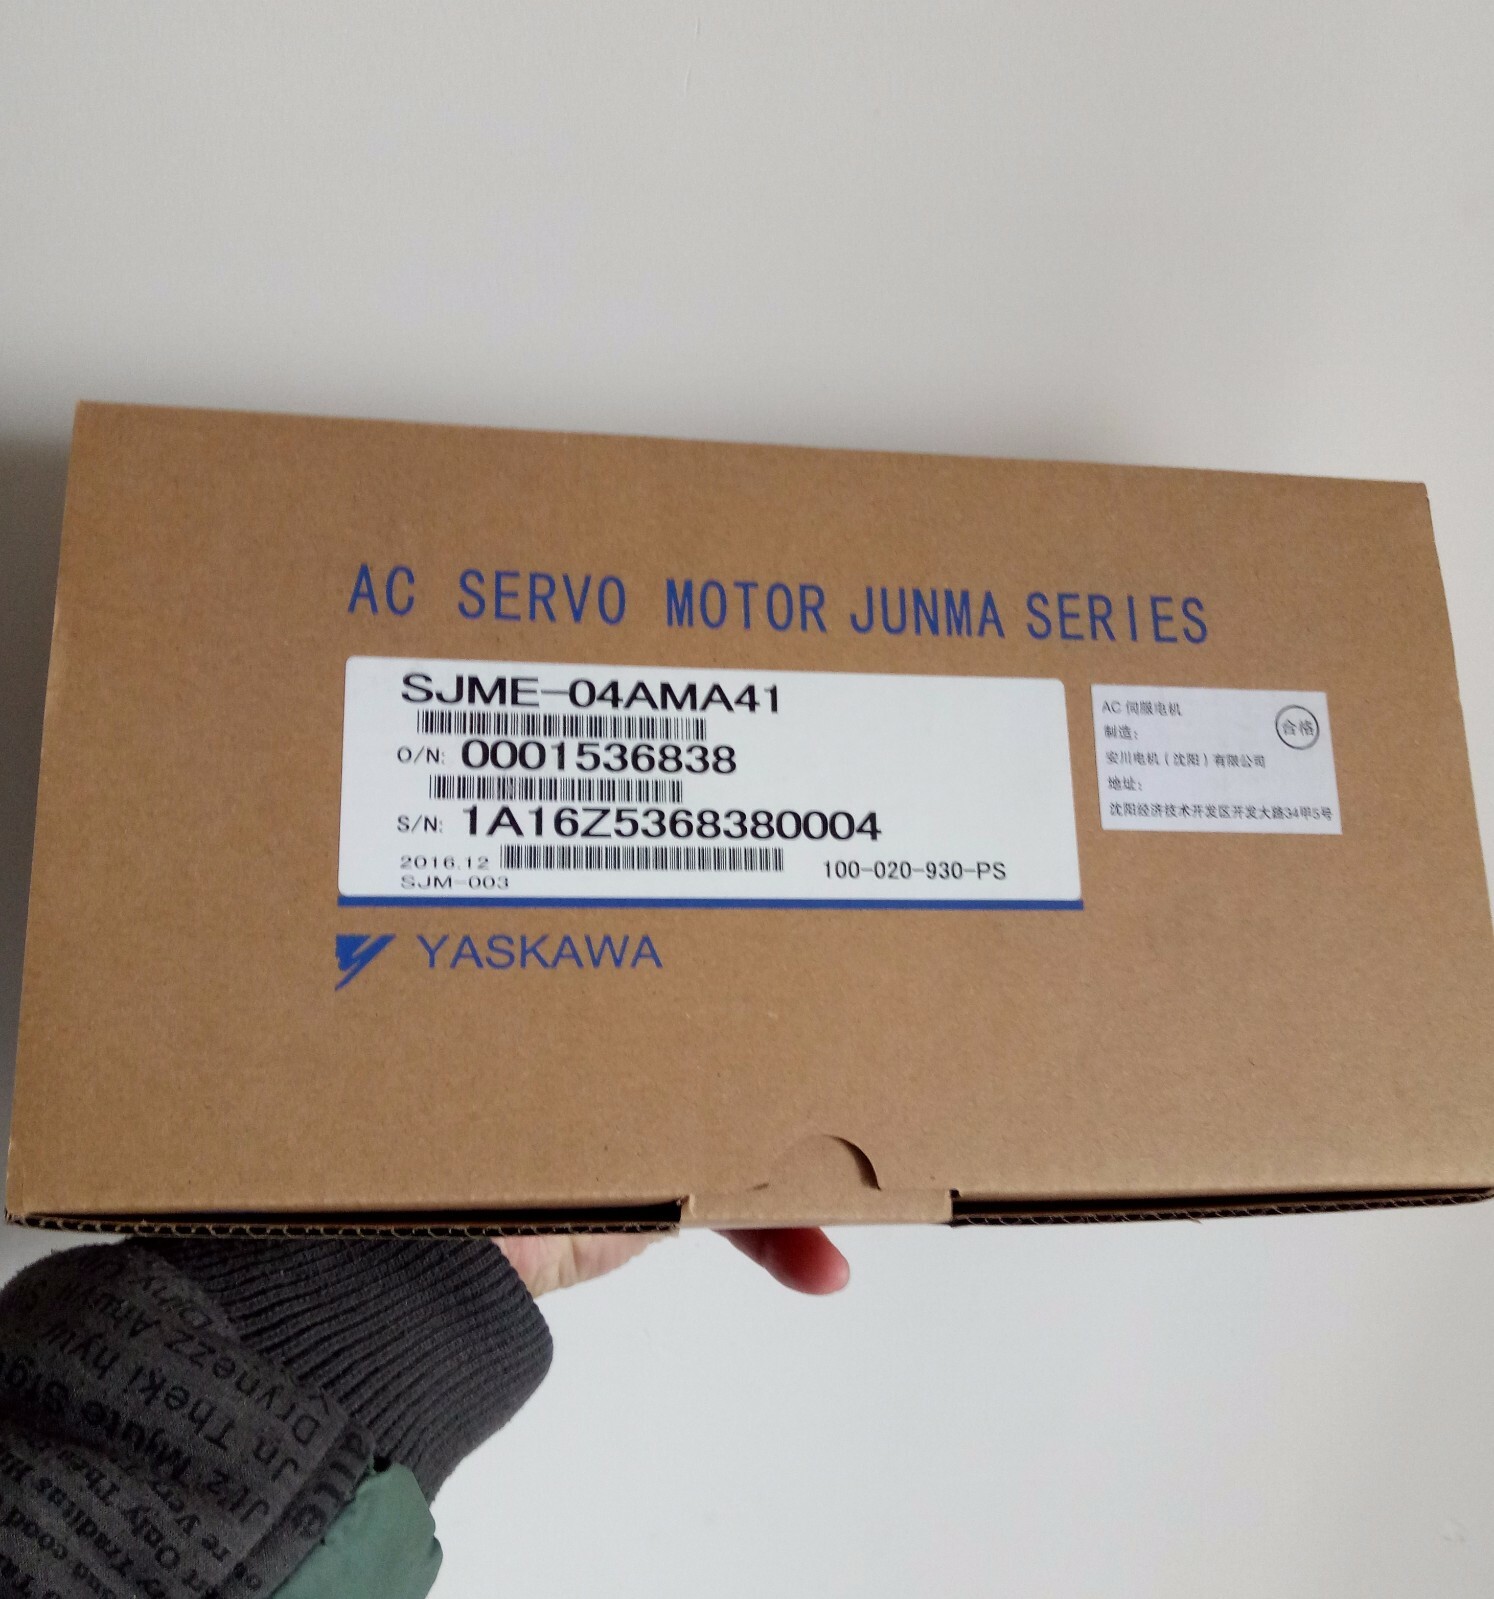 AC SERVO MOTOR JUNMA SERIES
SJME-04AMA41
O/N: 0001536838
S/N: 1A16Z5368380004
2016.12
100-020-930-PS
SJM-003
AC 伺服电机
合格
制造：
安川电机（沈阳）有限公司
地址：
沈阳经济技术开发区开发大路34甲5号
YASKAWA